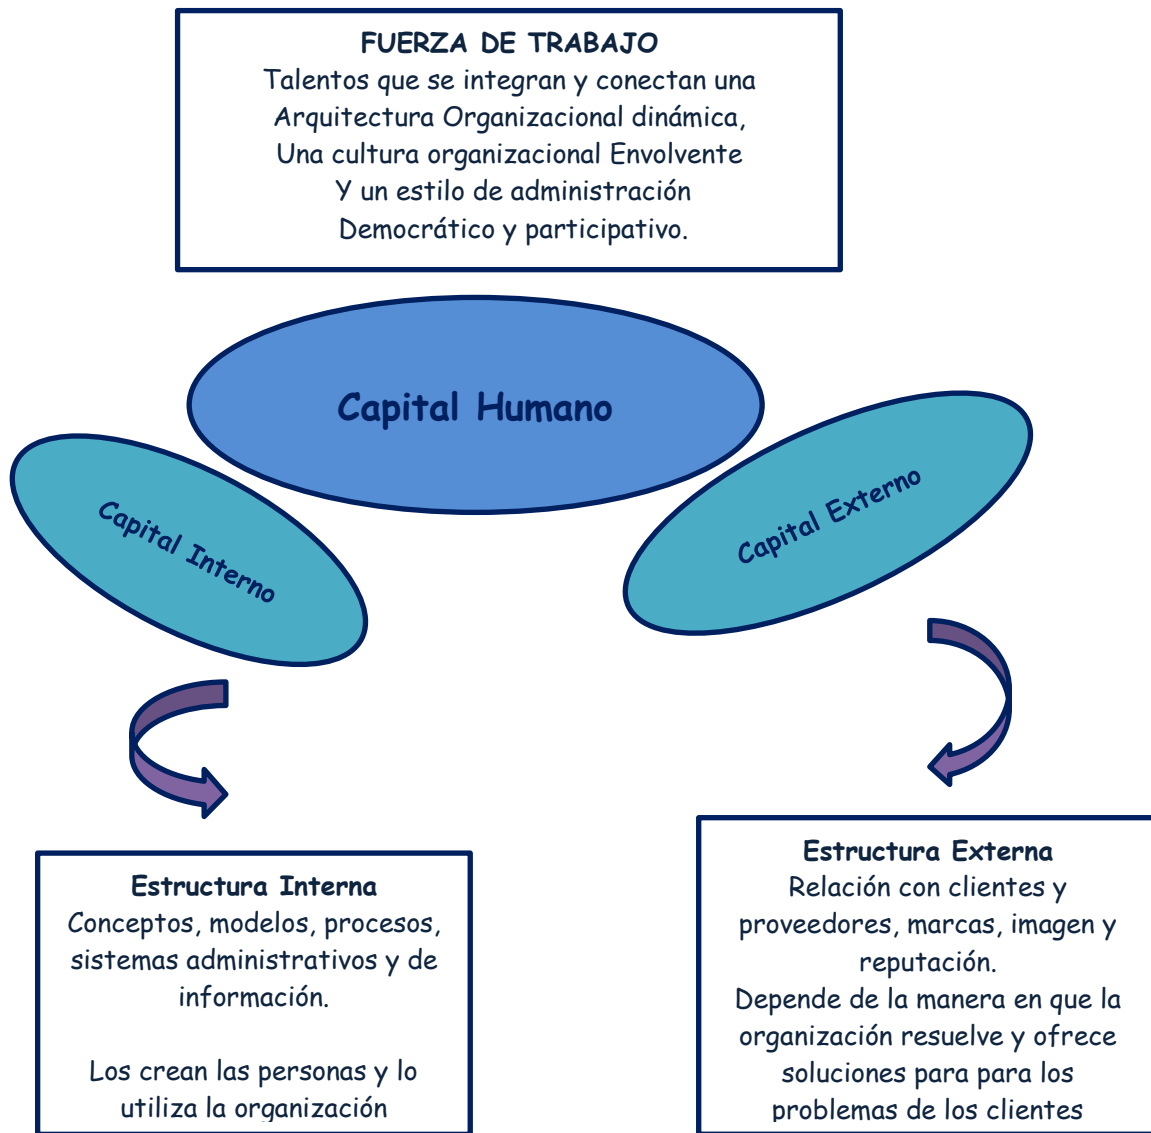 FUERZA DE TRABAJO
Talentos que se integran y conectan una
Arquitectura Organizacional dinámica,
Una cultura organizacional Envolvente
Y un estilo de administración
Democrático y participativo.
Capital Humano
Capital Interno
Capital Externo
Estructura Interna
Conceptos, modelos, procesos,
sistemas administrativos y de
información.
Los crean las personas y lo
utiliza la organización
Estructura Externa
Relación con clientes y
proveedores, marcas, imagen y
reputación.
Depende de la manera en que la
organización resuelve y ofrece
soluciones para para los
problemas de los clientes